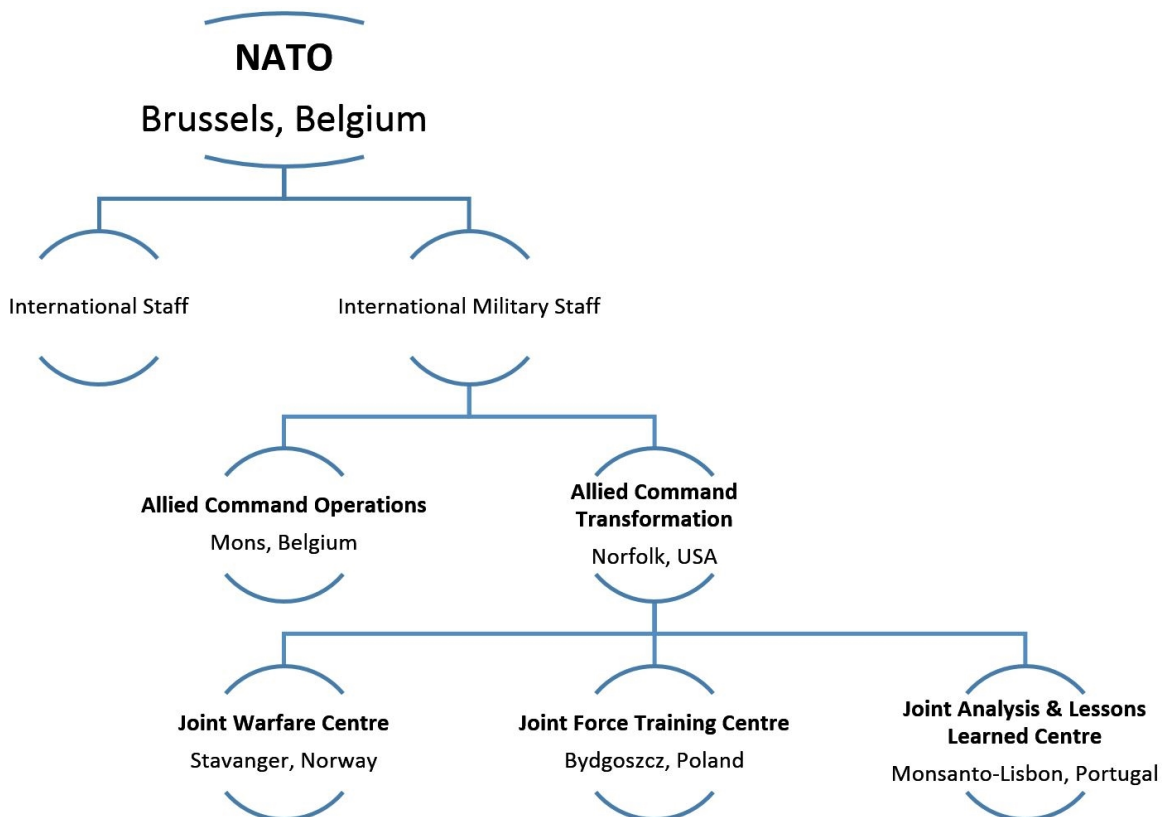 NATO
Brussels, Belgium
International Staff
International Military Staff
Allied Command Operations
Mons, Belgium
Allied Command
Transformation
Norfolk, USA
Joint Warfare Centre
Stavanger, Norway
Joint Force Training Centre
Bydgoszcz, Poland
Joint Analysis & Lessons
Learned Centre
Monsanto-Lisbon, Portugal